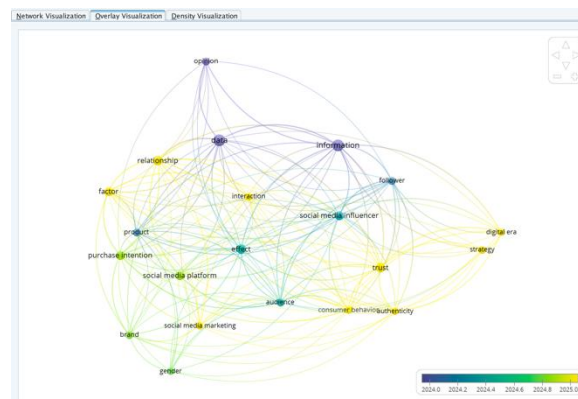 Network Visualization Overlay Visualization Density Visualization
opinion
data
information
relationship
follower
factor
interaction
social media influencer
product
digital era
effect
strategy
purchase intention
trust
social media platform
audience
consumer behavior
authenticity
social media marketing
brand
gender
2024.0 2024.2 2024.4 2024.6 2024.8 2025.0